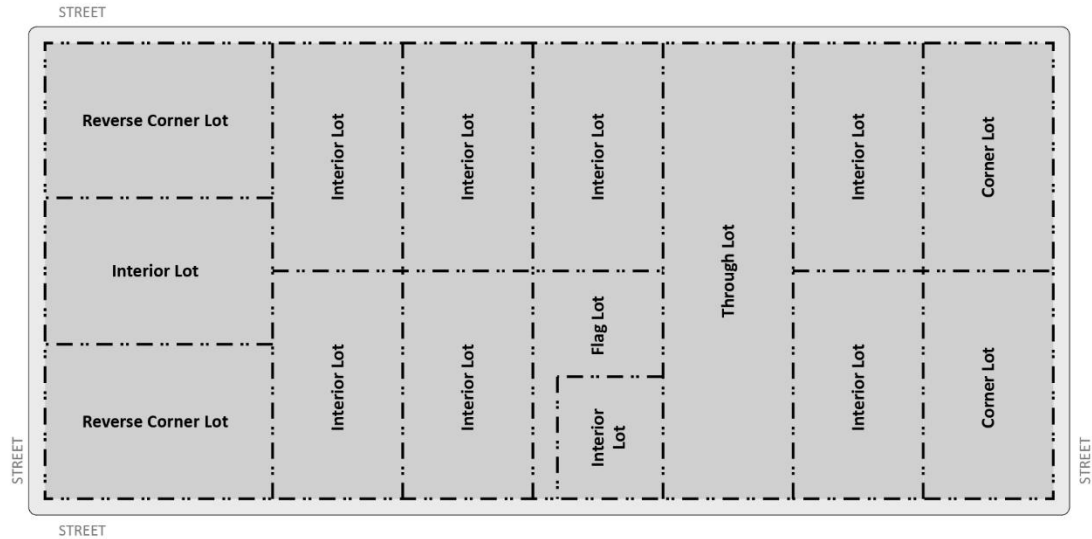 STREET
Reverse Corner Lot
Interior Lot
Interior Lot
Interior Lot
Interior Lot
Corner Lot
Interior Lot
Through Lot
Flag Lot
Reverse Corner Lot
Interior Lot
Interior Lot
Interior
Lot
Interior Lot
Corner Lot
STREET
STREET
STREET